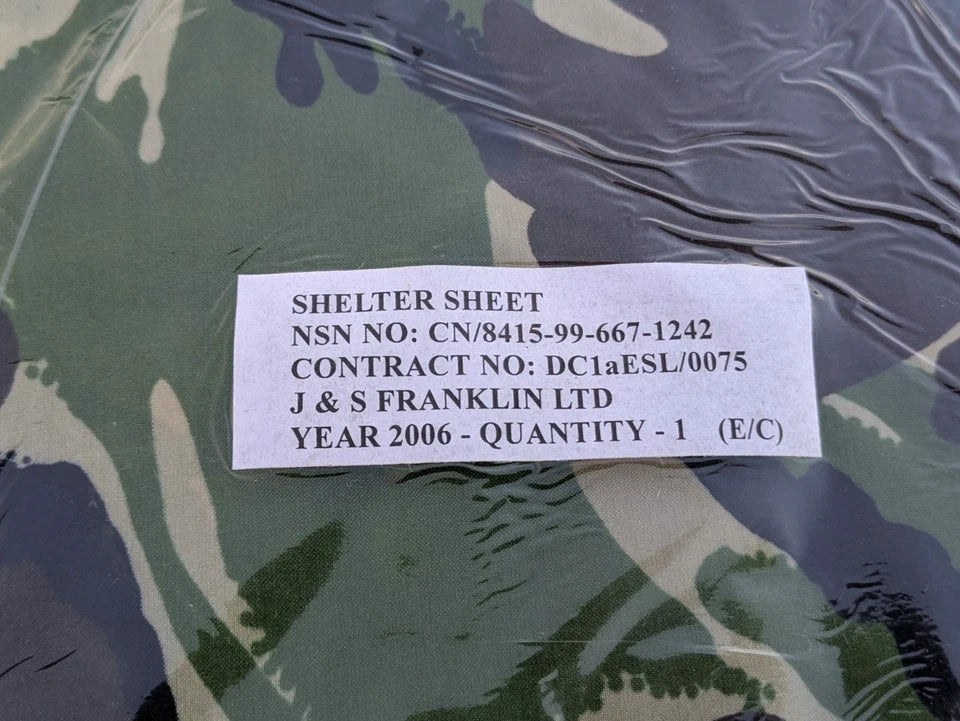 SHELTER SHEET
NSN NO: CN/8415-99-667-1242
CONTRACT NO: DC1aESL/0075
J & S FRANKLIN LTD
YEAR 2006 - QUANTITY - 1 (E/C)